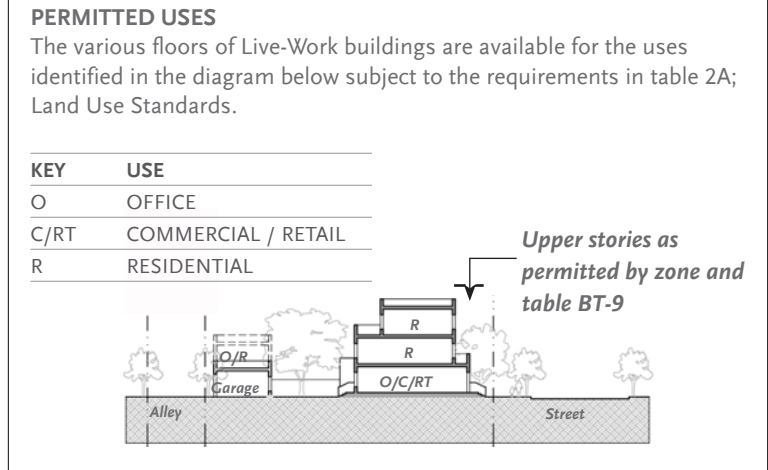 PERMITTED USES
The various floors of Live-Work buildings are available for the uses
identified in the diagram below subject to the requirements in table 2A;
Land Use Standards.
KEY USE
O OFFICE
C/RT COMMERCIAL / RETAIL
R RESIDENTIAL
Upper stories as
permitted by zone and
table BT-9
R
O/R
R
Garage
O/C/RT
Alley
Street